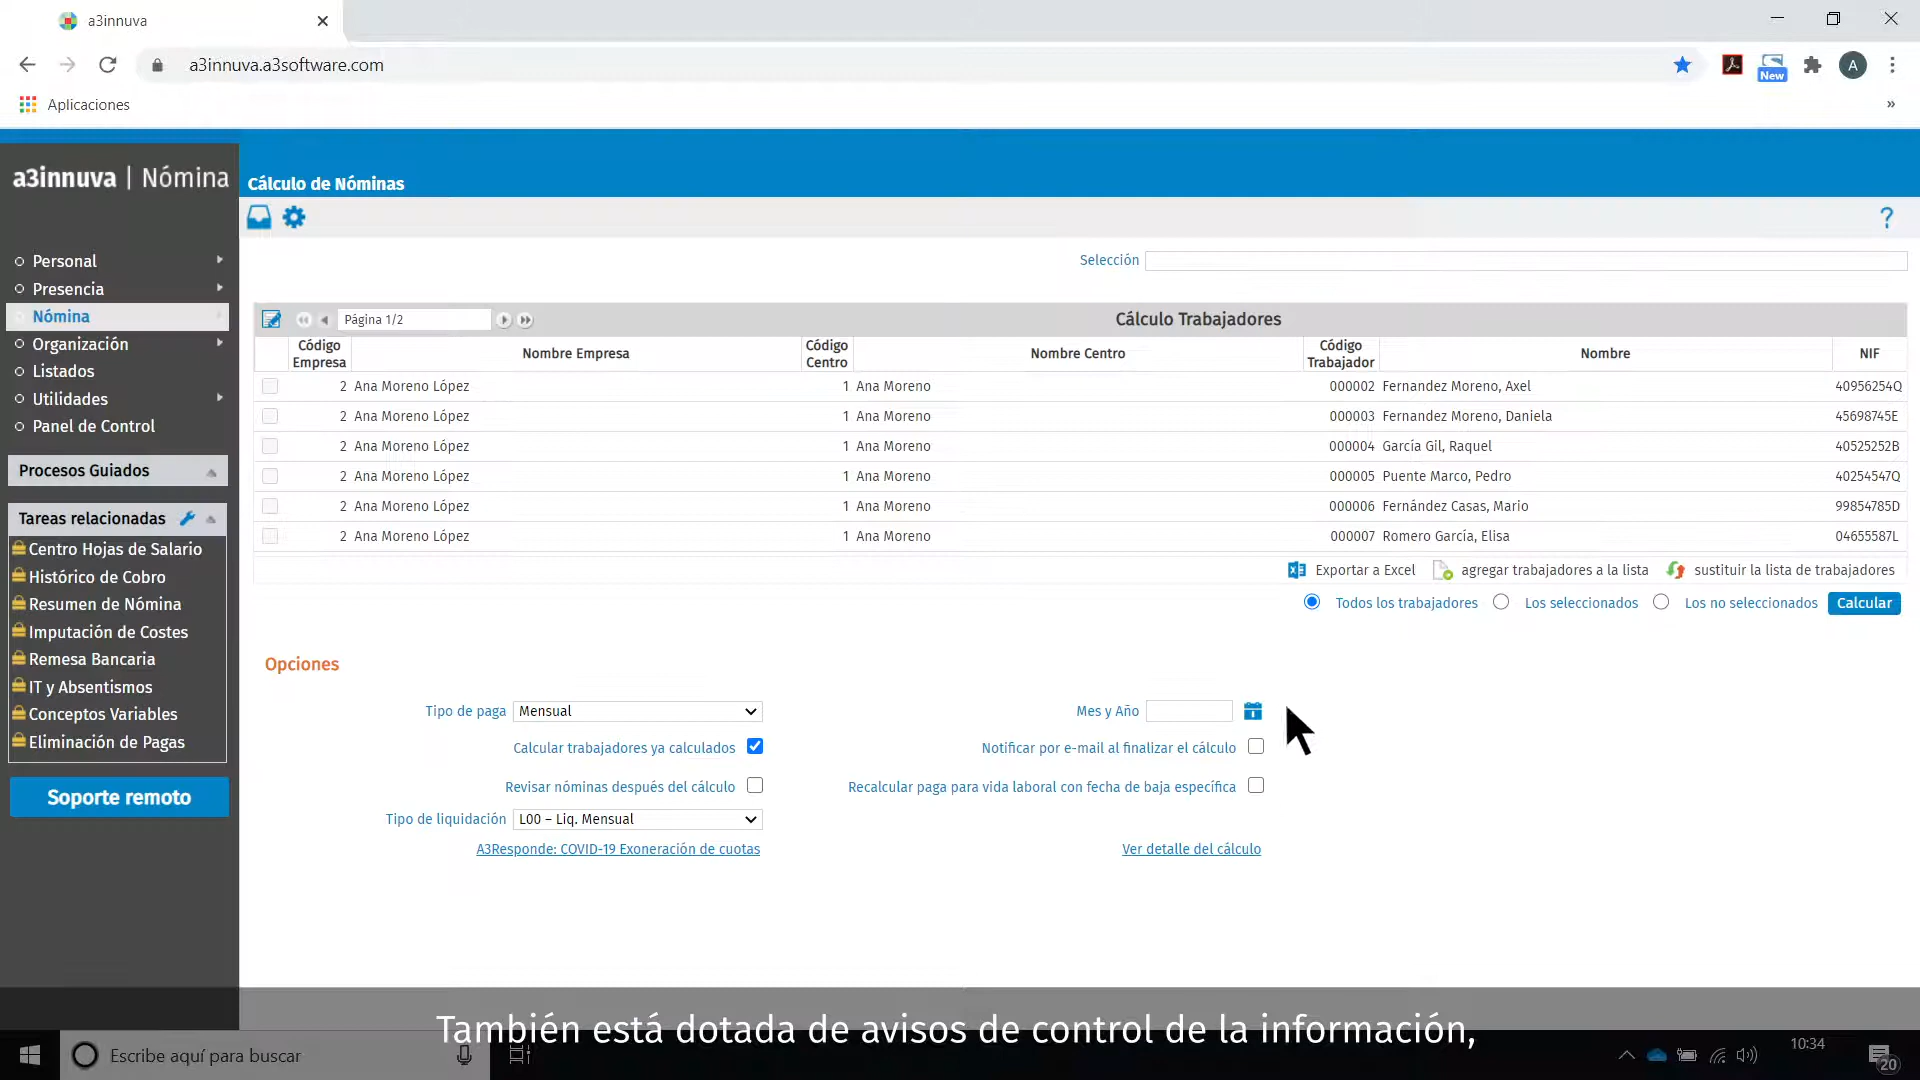 a3innuva
a3innuva.a3software.com
New
A
Aplicaciones
»
a3innuva | Nómina
Cálculo de Nóminas
?
Personal
Presencia
Nómina
Organización
Listados
Utilidades
Panel de Control
Procesos Guiados
Tareas relacionadas
Centro Hojas de Salario
Histórico de Cobro
Resumen de Nómina
Imputación de Costes
Remesa Bancaria
IT y Absentismos
Conceptos Variables
Eliminación de Pagas
Soporte remoto
Selección
Página 1/2
Cálculo Trabajadores
Código Empresa Nombre Empresa Código Centro Nombre Centro Código Trabajador Nombre NIF
2 Ana Moreno López 1 Ana Moreno 000002 Fernandez Moreno, Axel 40956254Q
2 Ana Moreno López 1 Ana Moreno 000003 Fernandez Moreno, Daniela 45698745E
2 Ana Moreno López 1 Ana Moreno 000004 García Gil, Raquel 40525252B
2 Ana Moreno López 1 Ana Moreno 000005 Puente Marco, Pedro 40254547Q
2 Ana Moreno López 1 Ana Moreno 000006 Fernández Casas, Mario 99854785D
2 Ana Moreno López 1 Ana Moreno 000007 Romero García, Elisa 04655587L
Exportar a Excel agregar trabajadores a la lista sustituir la lista de trabajadores
Todos los trabajadores Los seleccionados Los no seleccionados Calcular
Opciones
Tipo de paga Mensual Mes y Año
Calcular trabajadores ya calculados Notificar por e-mail al finalizar el cálculo
Revisar nóminas después del cálculo Recalcular paga para vida laboral con fecha de baja específica
Tipo de liquidación L00 – Liq. Mensual
A3Responde: COVID-19 Exoneración de cuotas Ver detalle del cálculo
También está dotada de avisos de control de la información,
Escribe aquí para buscar
10:34
20